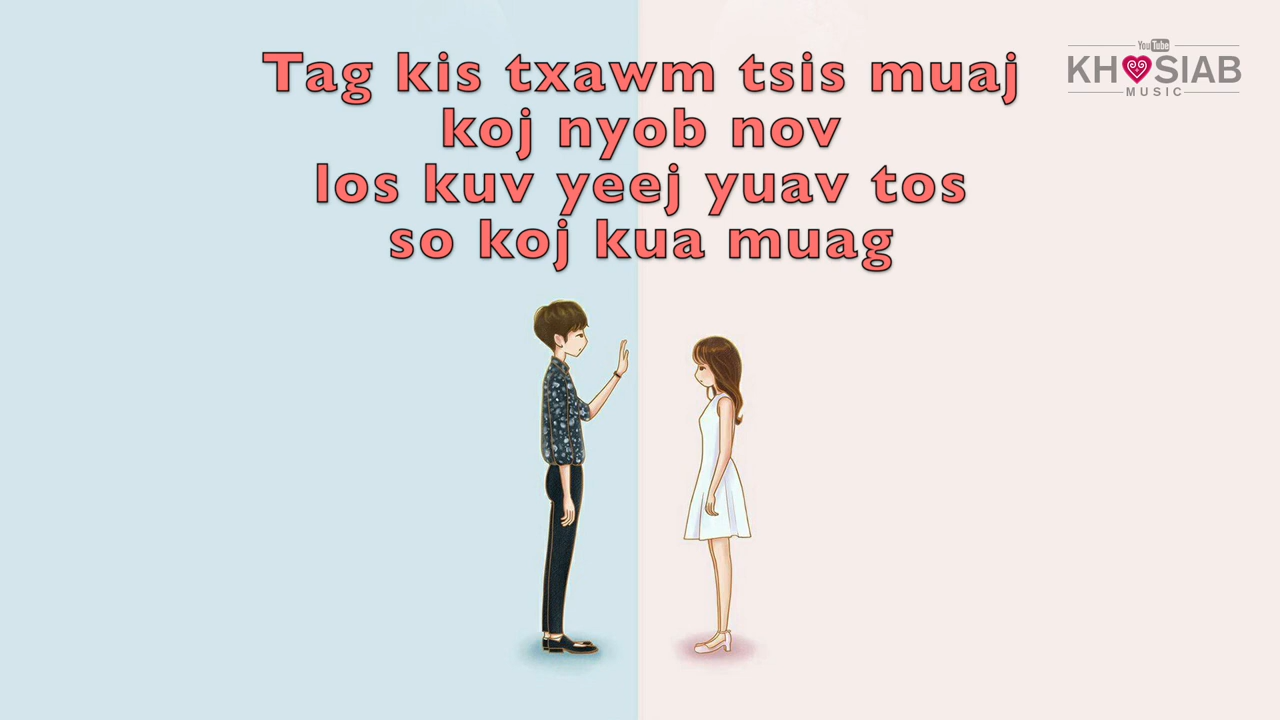 Tag kis txawm tsis muaj
koj nyob nov
los kuv yeej yuav tos
so koj kua muag
YouTube
KHOSIAB
MUSIC